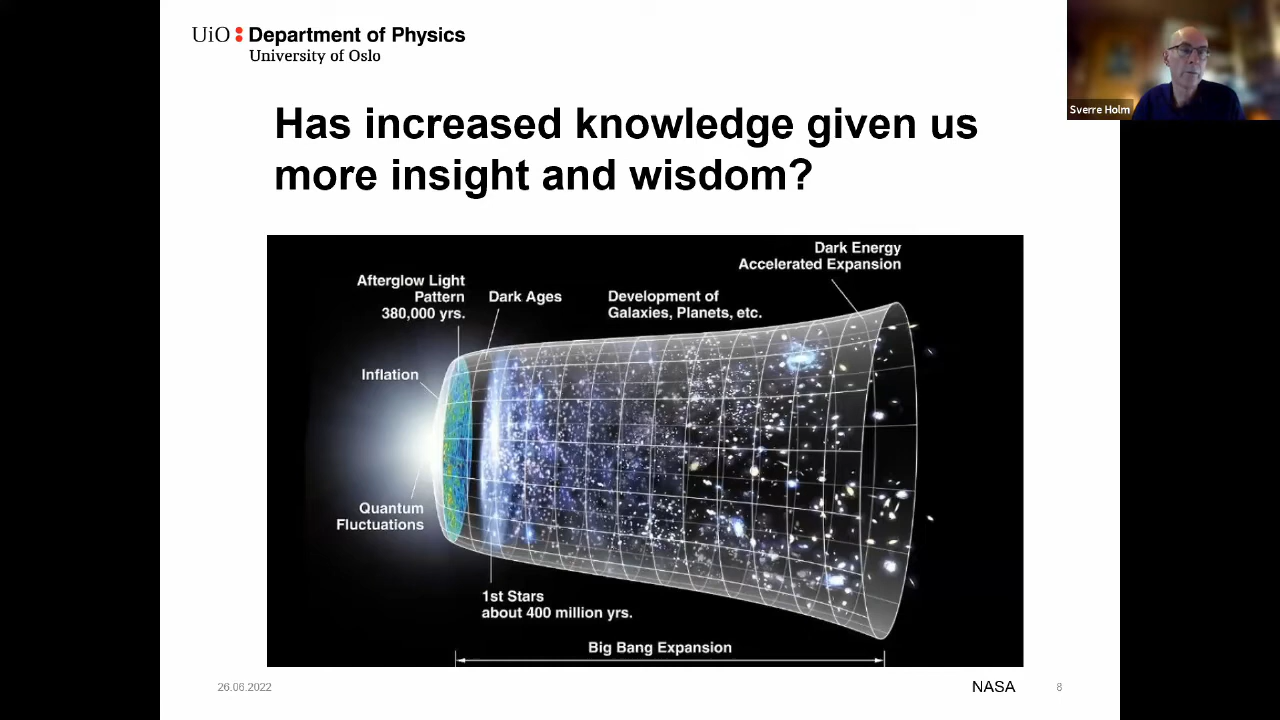 UiO : Department of Physics
University of Oslo
Sverre Holm
Has increased knowledge given us
more insight and wisdom?
Dark Energy
Accelerated Expansion
Afterglow Light
Pattern
380,000 yrs.
Dark Ages
Development of
Galaxies, Planets, etc.
Inflation
Quantum
Fluctuations
1st Stars
about 400 million yrs.
Big Bang Expansion
26.06.2022
NASA
8